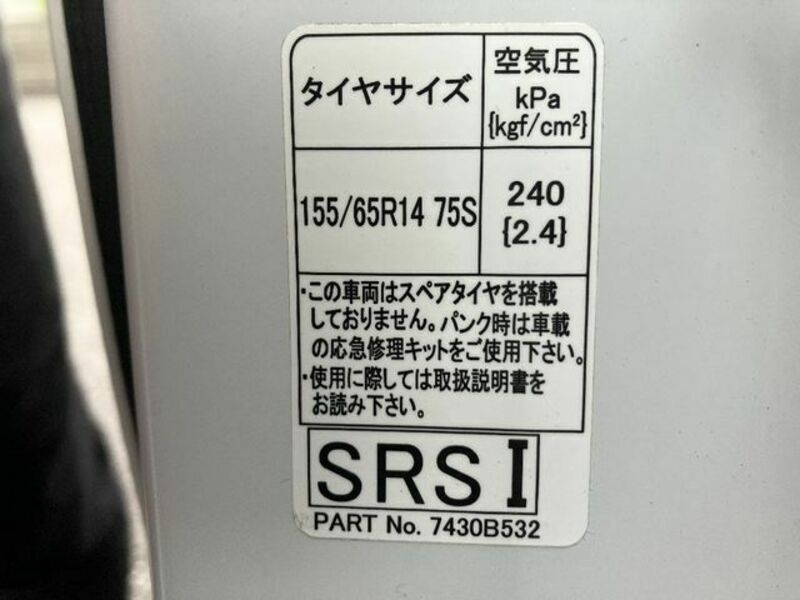 タイヤサイズ
空気圧
kPa
{kgf/cm²}
155/65R14 75S
240
{2.4}
・この車両はスペアタイヤを搭載
しておりません。パンク時は車載
の応急修理キットをご使用下さい。
・使用に際しては取扱説明書を
お読み下さい。
SRS I
PART No. 7430B532